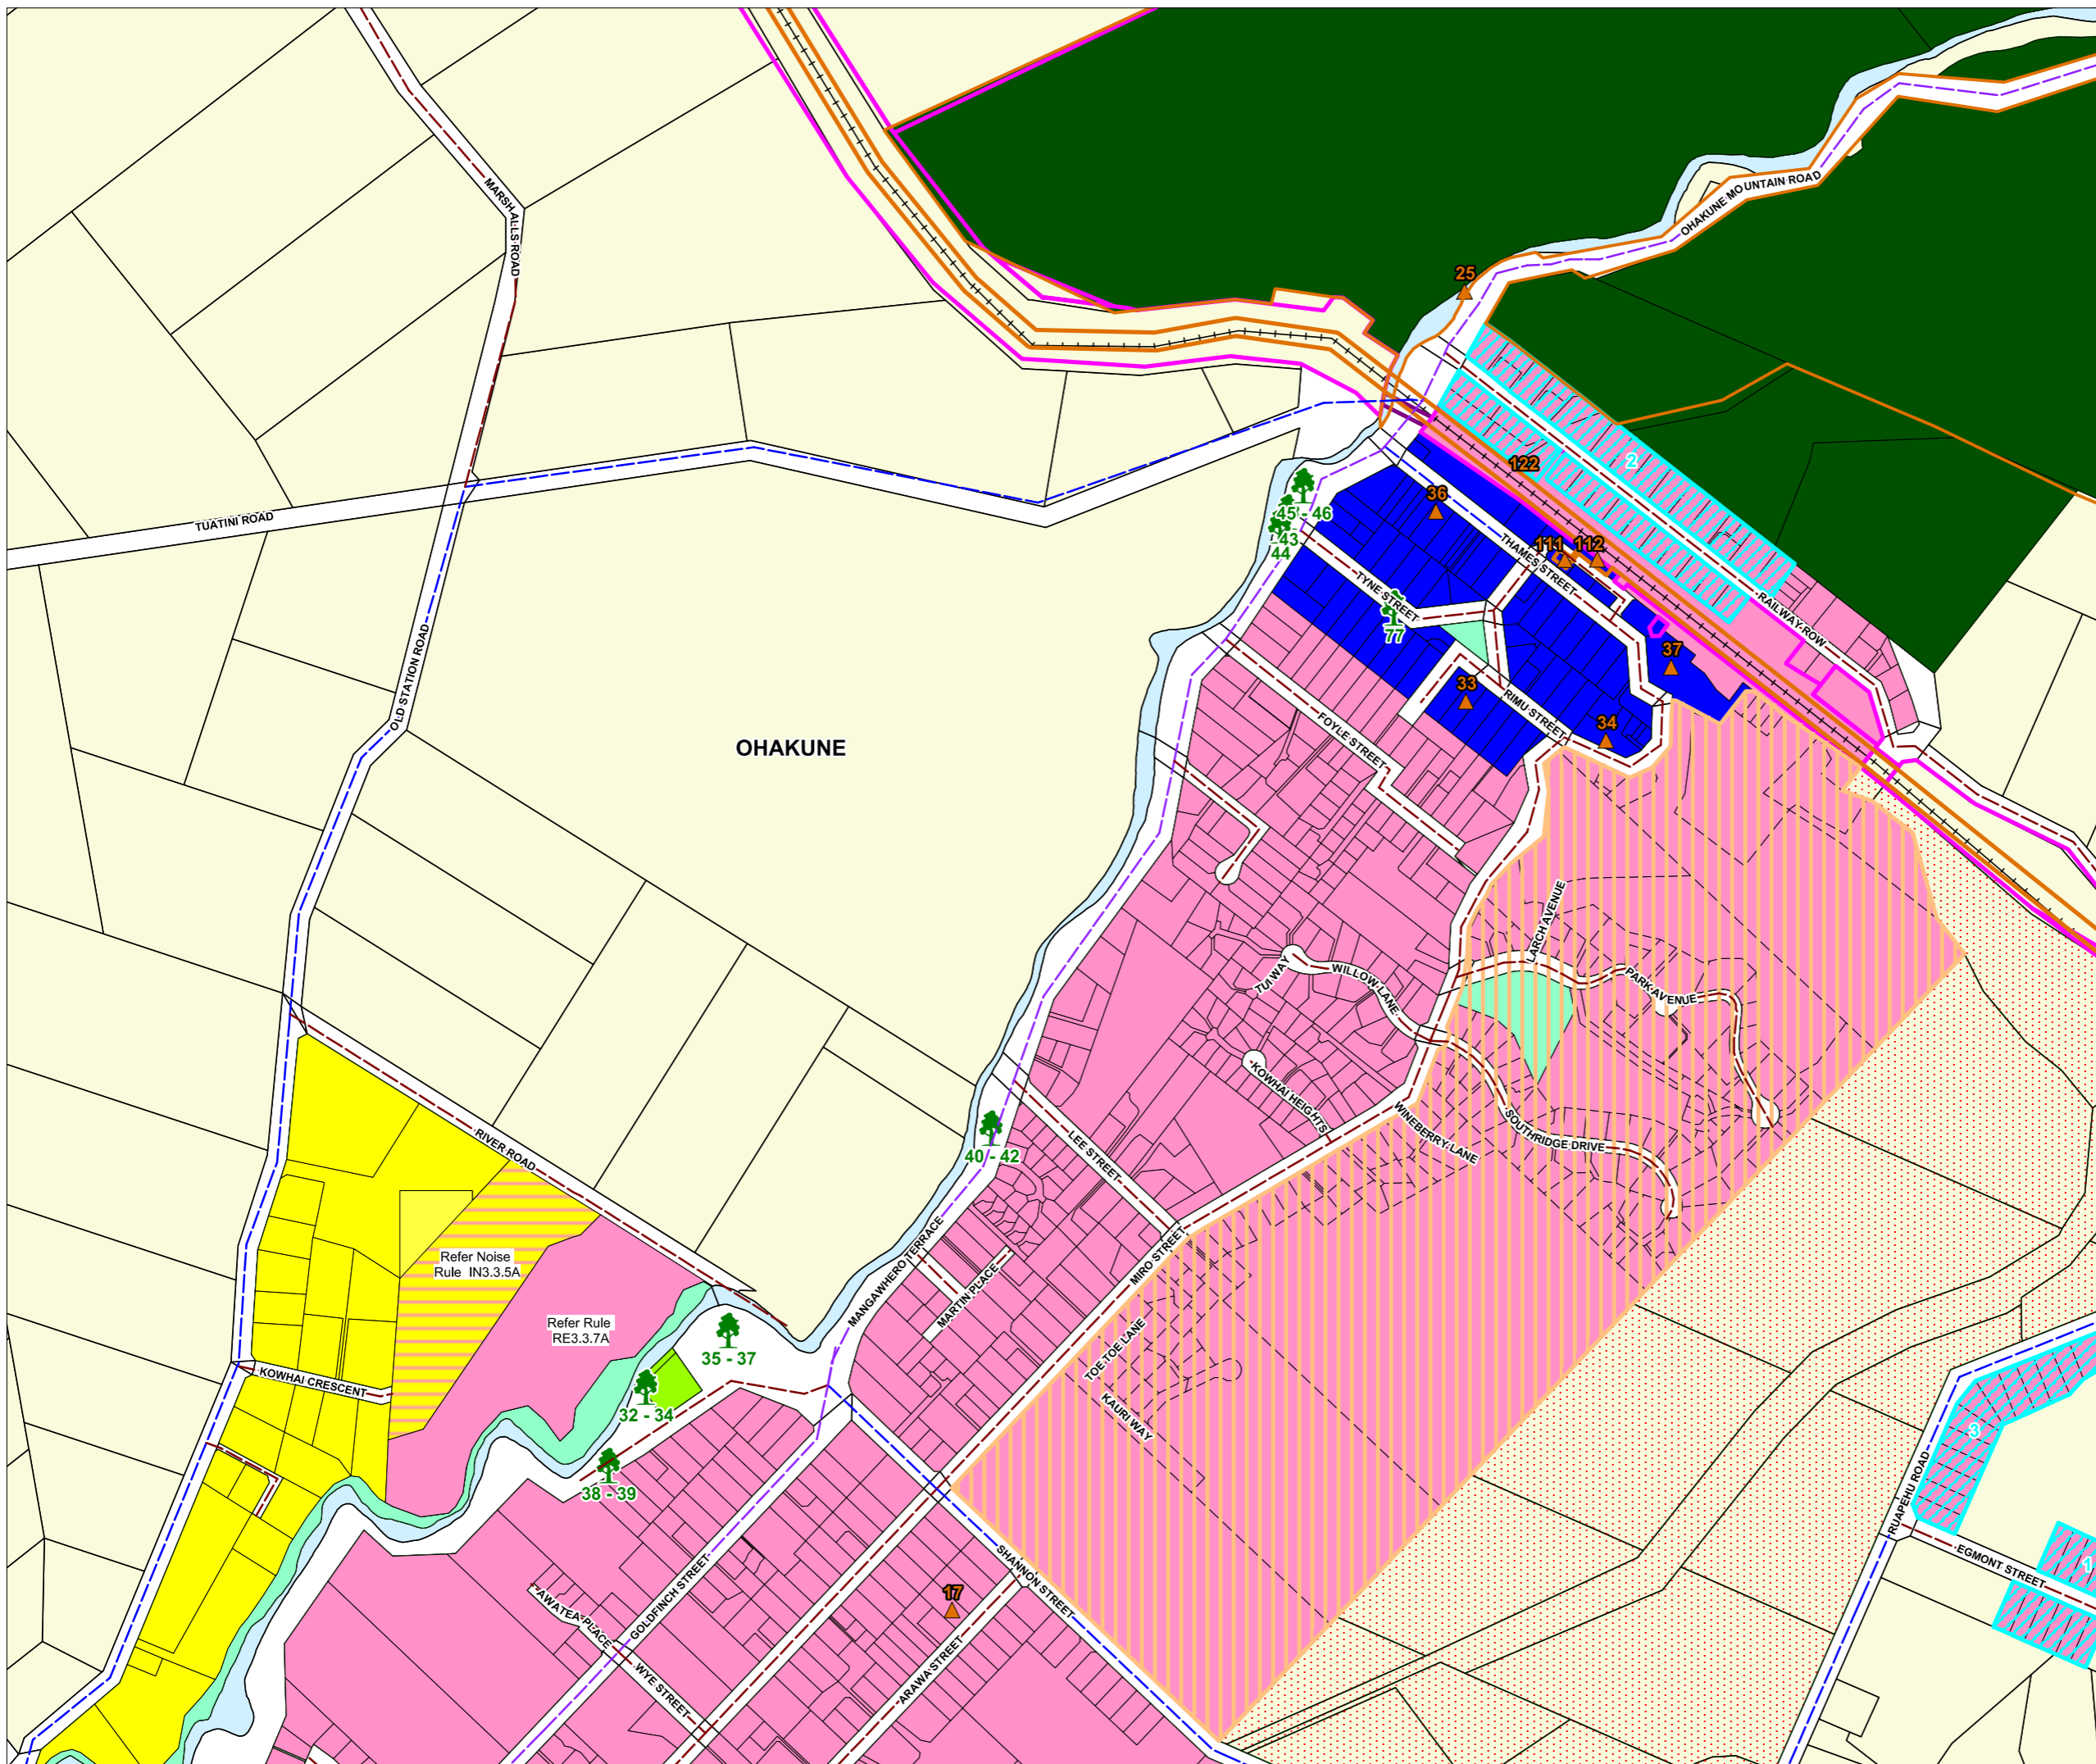 MARSHALLS ROAD
OHAKUNE MOUNTAIN ROAD
25
2
122
36
45 - 46
43
44
TUATINI ROAD
THAMES STREET
111
112
TYNE STREET
77
RAILWAY ROW
37
33
RIMU STREET
34
OLD STATION ROAD
FOYLE STREET
OHAKUNE
LARCH AVENUE
TUI WAY
WILLOW LANE
PARK AVENUE
KOWHAI HEIGHTS
WINEBERRY LANE
SOUTHRIDGE DRIVE
RIVER ROAD
40 - 42
LEE STREET
Refer Noise
Rule IN3.3.5A
MANGAWHERO TERRACE
MIRO STREET
MARTIN PLACE
Refer Rule
RE3.3.7A
35 - 37
TOE TOE LANE
KOWHAI CRESCENT
32 - 34
KAURI WAY
3
38 - 39
RUAPEHU ROAD
EGMONT STREET
1
SHANNON STREET
17
GOLDFINCH STREET
AWATEA PLACE
WYE STREET
ARAWA STREET